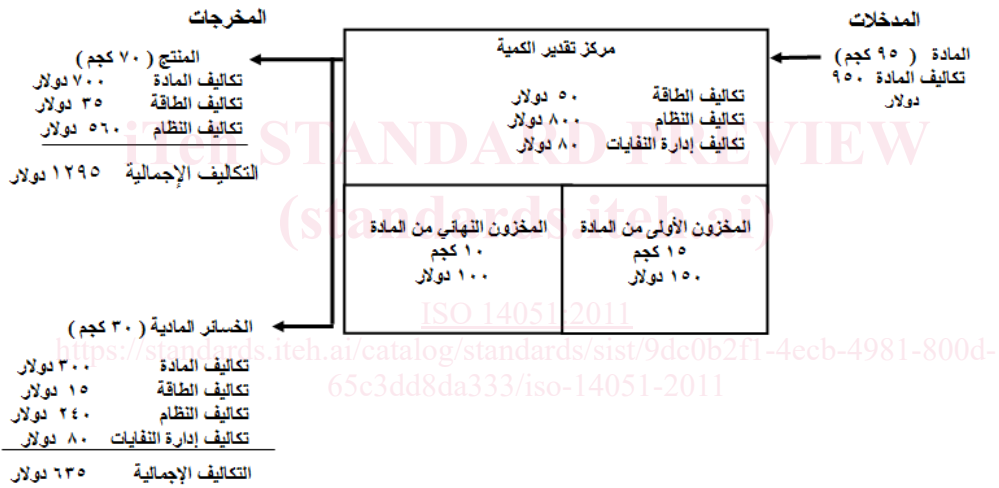 المدخلات
المادة ( ٩٥ كجم )
تكاليف المادة ٩٥٠
دولار
مركز تقدير الكمية
تكاليف الطاقة ٥٠ دولار
تكاليف النظام ٨٠٠ دولار
تكاليف إدارة النفايات ٨٠ دولار
المخزون الأولى من المادة
١٥ كجم
١٥٠ دولار
المخزون النهائي من المادة
١٠ كجم
١٠٠ دولار
المخرجات
المنتج ( ٧٠ كجم )
تكاليف المادة ٧٠٠ دولار
تكاليف الطاقة ٣٥ دولار
تكاليف النظام ٥٦٠ دولار
التكاليف الإجمالية ١٢٩٥ دولار
الخسائر المادية ( ٣٠ كجم )
تكاليف المادة ٣٠٠ دولار
تكاليف الطاقة ١٥ دولار
تكاليف النظام ٢٤٠ دولار
تكاليف إدارة النفايات ٨٠ دولار
التكاليف الإجمالية ٦٣٥ دولار
iTeh STANDARD PREVIEW
(standards.iteh.ai)
ISO 14051:2011
https://standards.iteh.ai/catalog/standards/sist/9dc0b2f1-4ecb-4981-800d-
65c3dd8da333/iso-14051-2011